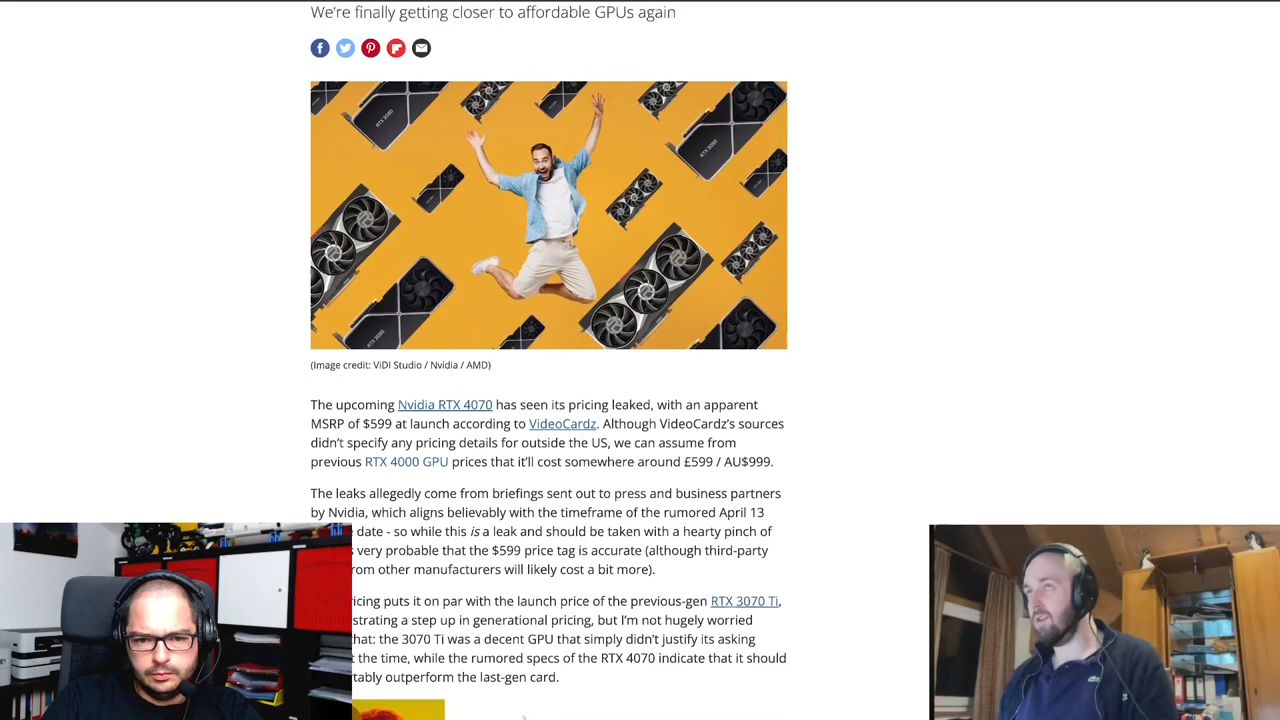 We're finally getting closer to affordable GPUs again
RTX 3080
RTX 3080
RTX 3080
RTX 3080
(Image credit: ViDI Studio / Nvidia / AMD)
The upcoming Nvidia RTX 4070 has seen its pricing leaked, with an apparent
MSRP of $599 at launch according to VideoCardz. Although VideoCardz's sources
didn't specify any pricing details for outside the US, we can assume from
previous RTX 4000 GPU prices that it'll cost somewhere around £599 / AU$999.
The leaks allegedly come from briefings sent out to press and business partners
by Nvidia, which aligns believably with the timeframe of the rumored April 13
date - so while this is a leak and should be taken with a hearty pinch of
very probable that the $599 price tag is accurate (although third-party
rom other manufacturers will likely cost a bit more).
icing puts it on par with the launch price of the previous-gen RTX 3070 Ti,
strating a step up in generational pricing, but I'm not hugely worried
hat: the 3070 Ti was a decent GPU that simply didn't justify its asking
t the time, while the rumored specs of the RTX 4070 indicate that it should
tably outperform the last-gen card.